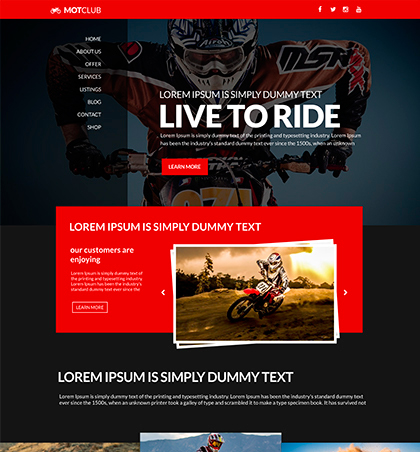 MOTCLUB
HOME
ABOUT US
OFFER
SERVICES
LISTINGS
BLOG
CONTACT
SHOP
MSR
LOREM IPSUM IS SIMPLY DUMMY TEXT
LIVE TO RIDE
Lorem Ipsum is simply dummy text of the printing and typesetting industry. Lorem Ipsum
has been the industry's standard dummy text ever since the 1500s, when an unknown
LEARN MORE
LOREM IPSUM IS SIMPLY DUMMY TEXT
our customers are
enjoying
Lorem Ipsum is simply dummy text of the
printing and typesetting industry.
Lorem Ipsum has been the industry's
standard dummy text ever since the
LEARN MORE
LOREM IPSUM IS SIMPLY DUMMY TEXT
Lorem Ipsum is simply dummy text of the printing and typesetting industry. Lorem Ipsum has been the
industry's standard dummy text ever since the 1500s, when an unknown printer took a
galley of type and scrambled it to make a type specimen book. It has survived not